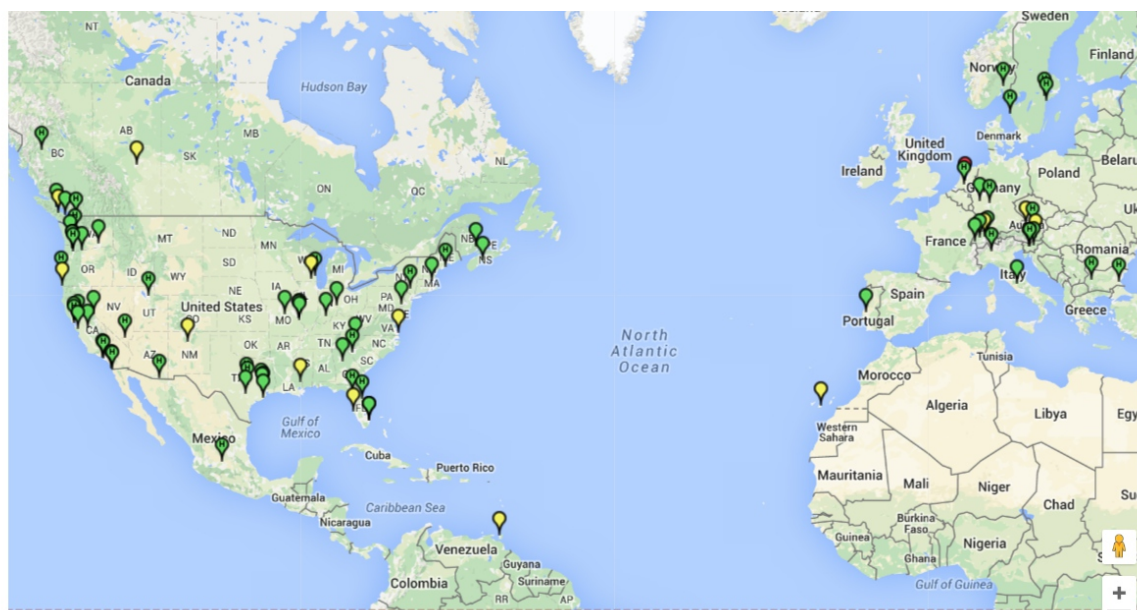 Sweden
NT
Finland
Norway
Canada
Hudson Bay
AB
MB
Denmark
BC
SK
NL
United
Kingdom
Ireland
Poland
Belaru
ON
QC
Germany
Uk
NB
PE
NS
ND
MN
MT
France
Romania
OR
ID
WY
SD
MI
MA
NE
IA
PA
Italy
OH
NV
UT
United States
MD
Spain
KS
MO
KY
WV
VA
Portugal
Greece
CA
OK
TN
NC
AZ
NM
AR
SC
North
Atlantic
Ocean
Tunisia
AL
LA
Morocco
Gulf of
Mexico
Algeria
Libya
Egy
Western
Sahara
Mexico
Cuba
Puerto Rico
Mauritania
Mali
Niger
Guatemala
Chad
Su
Caribbean Sea
Nicaragua
Burkina
Faso
Guinea
Nigeria
Venezuela
Ghana
Guyana
Colombia
Suriname
Gulf of Guinea
RR
AP